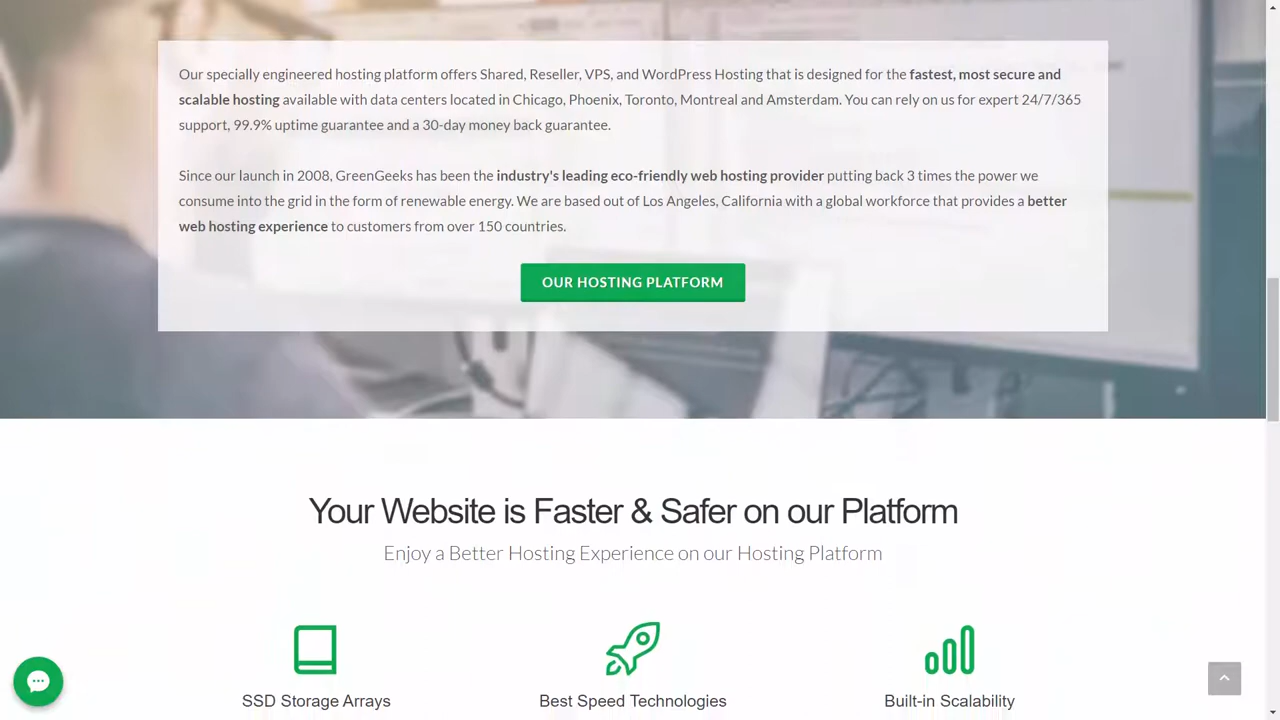 Our specially engineered hosting platform offers Shared, Reseller, VPS, and WordPress Hosting that is designed for the fastest, most secure and
scalable hosting available with data centers located in Chicago, Phoenix, Toronto, Montreal and Amsterdam. You can rely on us for expert 24/7/365
support, 99.9% uptime guarantee and a 30-day money back guarantee.
Since our launch in 2008, GreenGeeks has been the industry's leading eco-friendly web hosting provider putting back 3 times the power we
consume into the grid in the form of renewable energy. We are based out of Los Angeles, California with a global workforce that provides a better
web hosting experience to customers from over 150 countries.
OUR HOSTING PLATFORM
Your Website is Faster & Safer on our Platform
Enjoy a Better Hosting Experience on our Hosting Platform
SSD Storage Arrays
Best Speed Technologies
Built-in Scalability